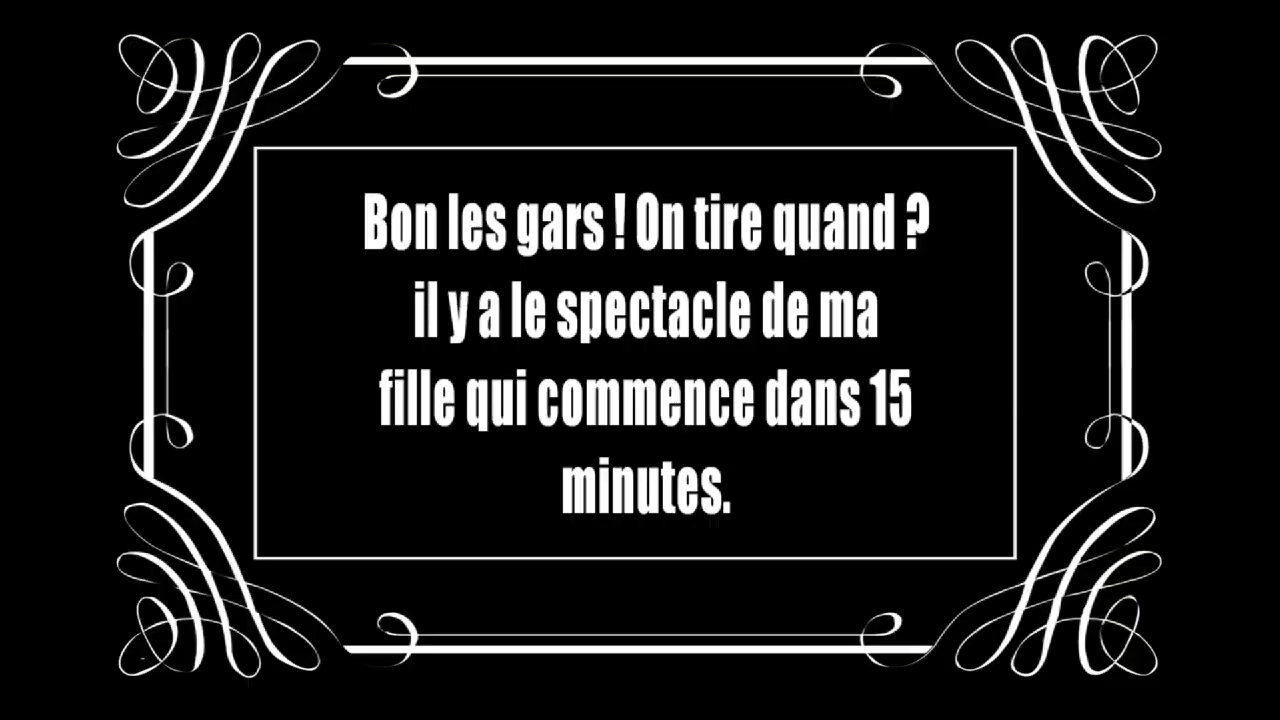 Bon les gars ! On tire quand ?
il y a le spectacle de ma
fille qui commence dans 15
minutes.